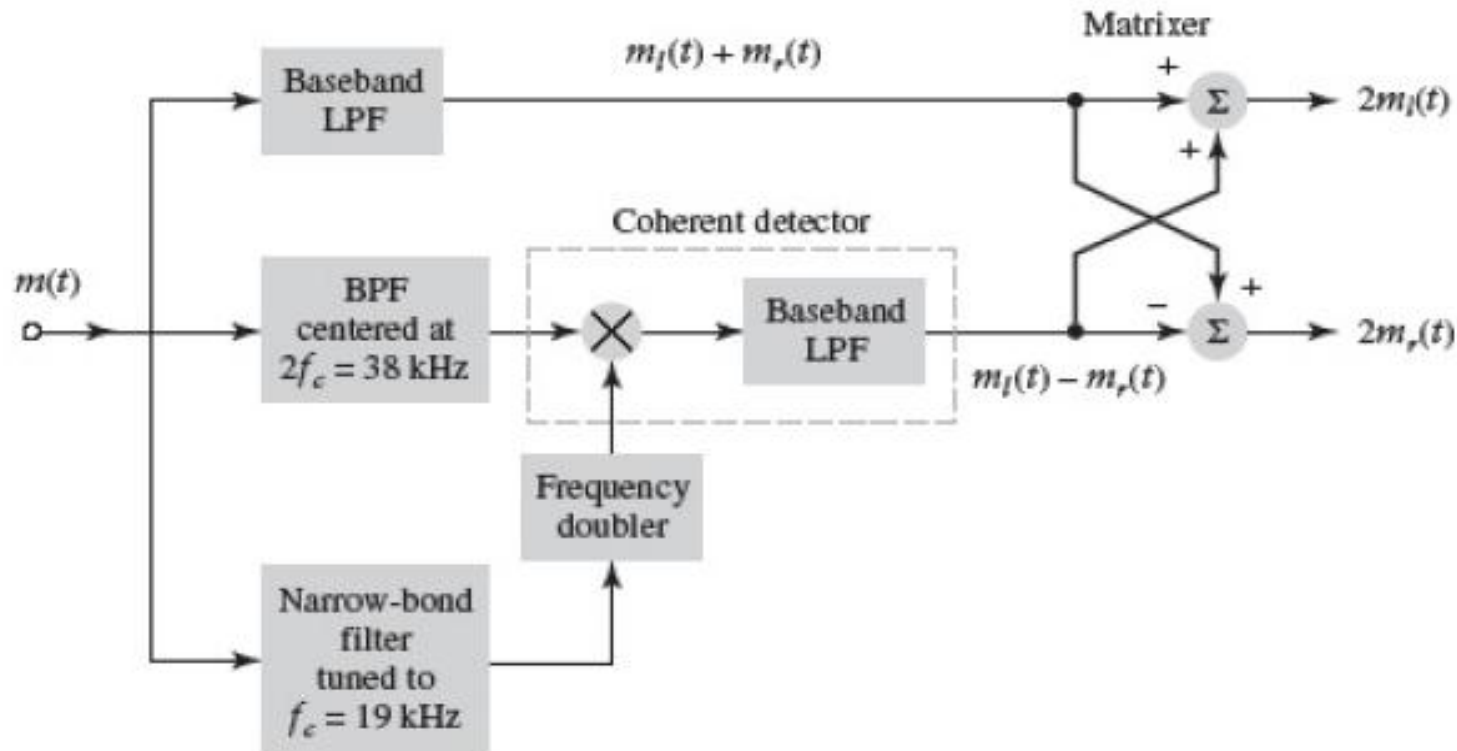 Matrixer
m_l(t) + m_r(t)
+
Baseband
LPF
Σ
2m_l(t)
+
Coherent detector
m(t)
BPF
centered at
2f_c = 38 kHz
Baseband
LPF
−
+
Σ
2m_r(t)
m_l(t) – m_r(t)
Frequency
doubler
Narrow-bond
filter
tuned to
f_c = 19 kHz